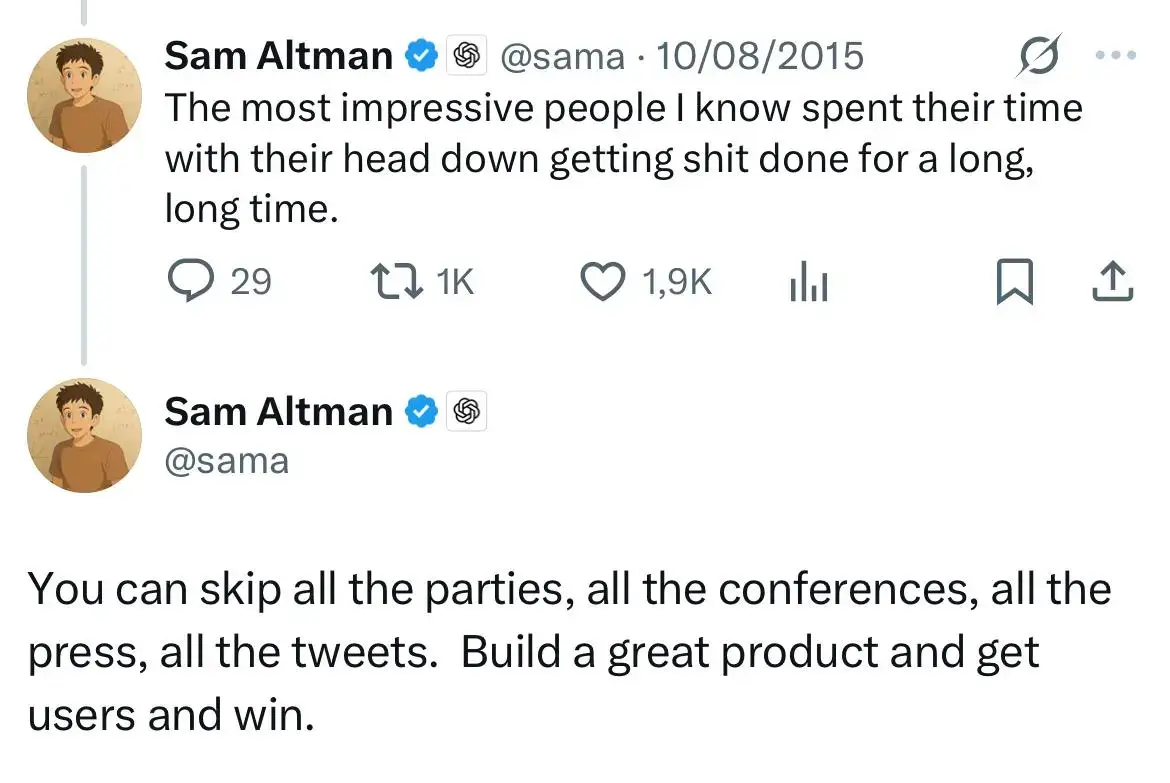 Sam Altman @sama · 10/08/2015
The most impressive people I know spent their time
with their head down getting shit done for a long,
long time.
29 1K 1,9K
Sam Altman
@sama
You can skip all the parties, all the conferences, all the
press, all the tweets.  Build a great product and get
users and win.